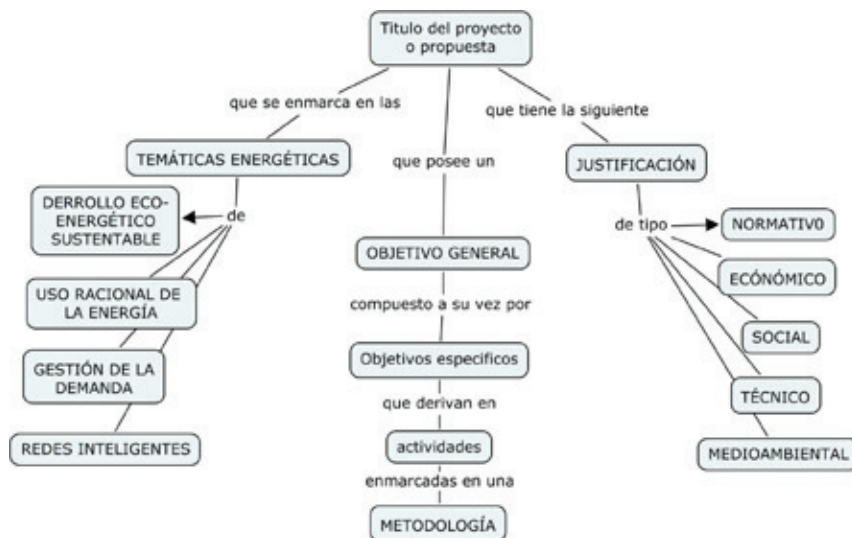 Titulo del proyecto
o propuesta
que se enmarca en las
que tiene la siguiente
TEMÁTICAS ENERGÉTICAS
que posee un
JUSTIFICACIÓN
DERROLLO ECO-
ENERGÉTICO
SUSTENTABLE
de
de tipo
NORMATIV0
OBJETIVO GENERAL
ECÓNÓMICO
USO RACIONAL DE
LA ENERGÍA
compuesto a su vez por
SOCIAL
Objetivos especificos
GESTIÓN DE LA
DEMANDA
que derivan en
TÉCNICO
REDES INTELIGENTES
actividades
MEDIOAMBIENTAL
enmarcadas en una
METODOLOGÍA